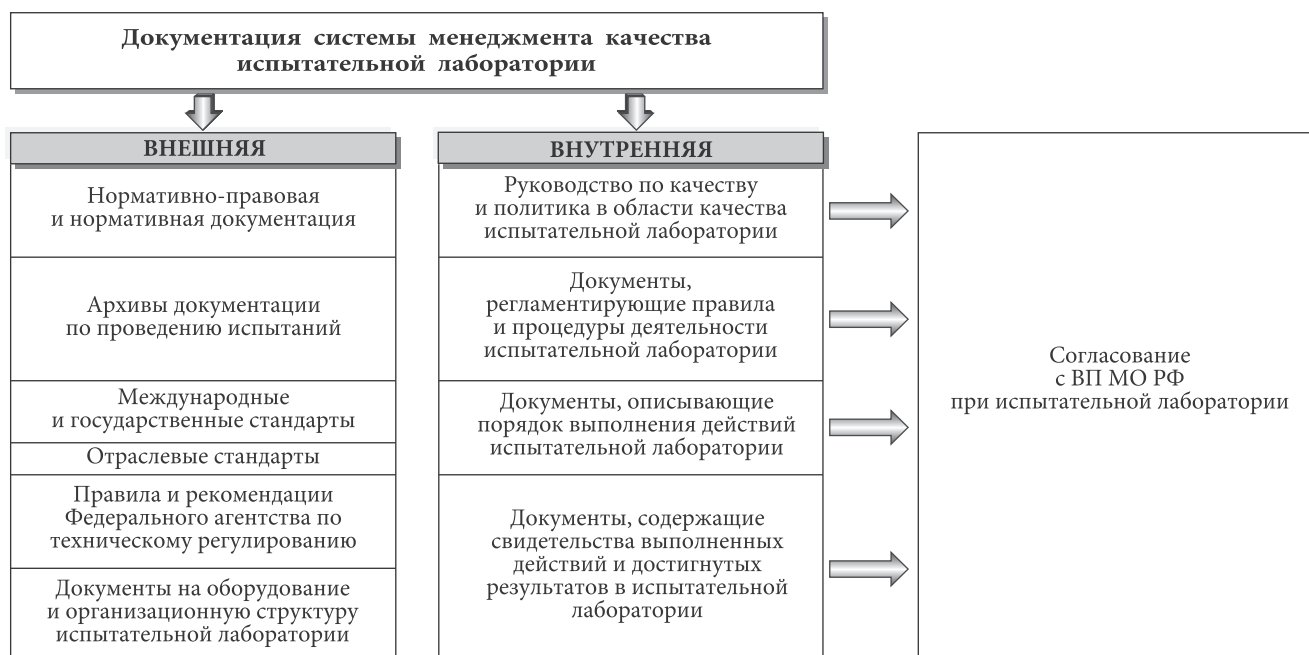 Документация системы менеджмента качества
испытательной лаборатории
ВНЕШНЯЯ
Нормативно-правовая
и нормативная документация
Архивы документации
по проведению испытаний
Международные
и государственные стандарты
Отраслевые стандарты
Правила и рекомендации
Федерального агентства по
техническому регулированию
Документы на оборудование
и организационную структуру
испытательной лаборатории
ВНУТРЕННЯЯ
Руководство по качеству
и политика в области качества
испытательной лаборатории
Документы,
регламентирующие правила
и процедуры деятельности
испытательной лаборатории
Документы, описывающие
порядок выполнения действий
испытательной лаборатории
Документы, содержащие
свидетельства выполненных
действий и достигнутых
результатов в испытательной
лаборатории
Согласование
с ВП МО РФ
при испытательной лаборатории